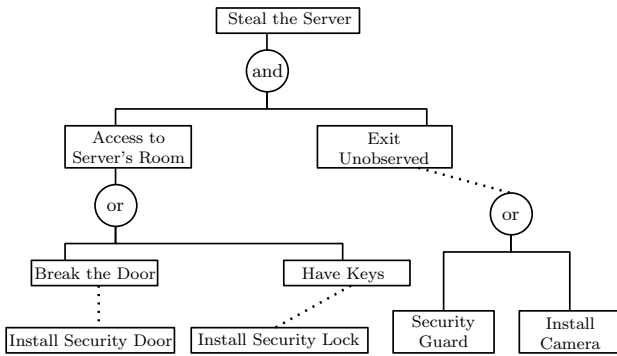 Steal the Server
and
Access to
Server's Room
Exit
Unobserved
or
or
Break the Door
Have Keys
Install Security Door
Install Security Lock
Security
Guard
Install
Camera